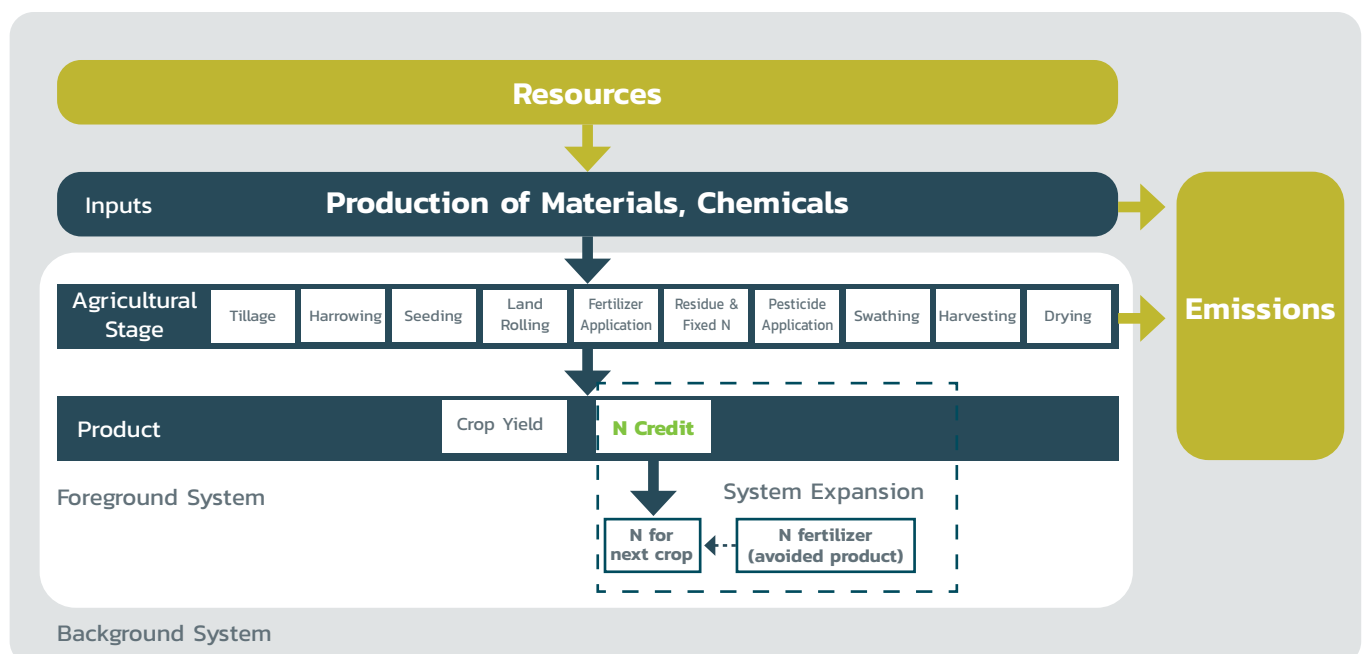 Resources
Inputs
Production of Materials, Chemicals
Emissions
Agricultural
Stage
Tillage
Harrowing
Seeding
Land
Rolling
Fertilizer
Application
Residue &
Fixed N
Pesticide
Application
Swathing
Harvesting
Drying
Product
Crop Yield
N Credit
Foreground System
System Expansion
N for
next crop
N fertilizer
(avoided product)
Background System